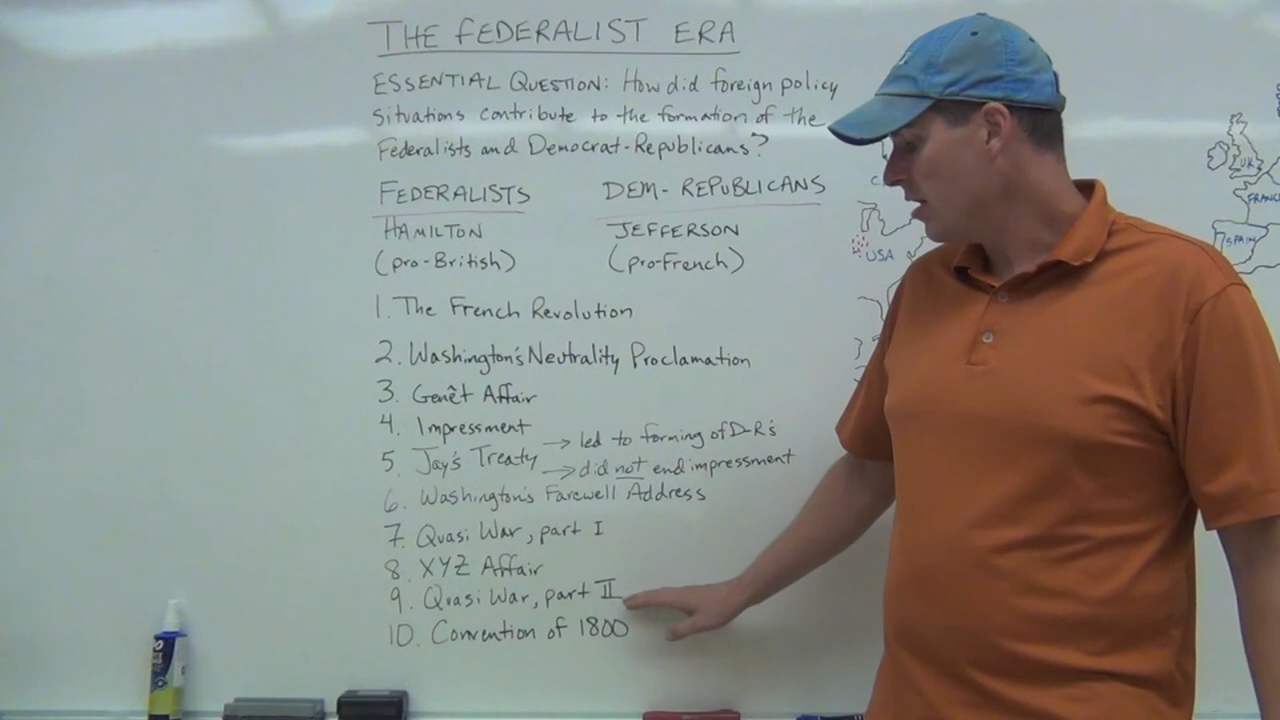 THE FEDERALIST ERA
ESSENTIAL QUESTION: How did foreign policy
situations contribute to the formation of the
Federalists and Democrat-Republicans?
FEDERALISTS DEM-REPUBLICANS
HAMILTON JEFFERSON
(pro-British) (pro-French)
1. The French Revolution
2. Washington's Neutrality Proclamation
3. Genêt Affair
4. Impressment
5. Jay's Treaty → led to forming of D-R's
→ did not end impressment
6. Washington's Farewell Address
7. Quasi War, part I
8. XYZ Affair
9. Quasi War, part II
10. Convention of 1800
USA
UK
FRANCE
SPAIN